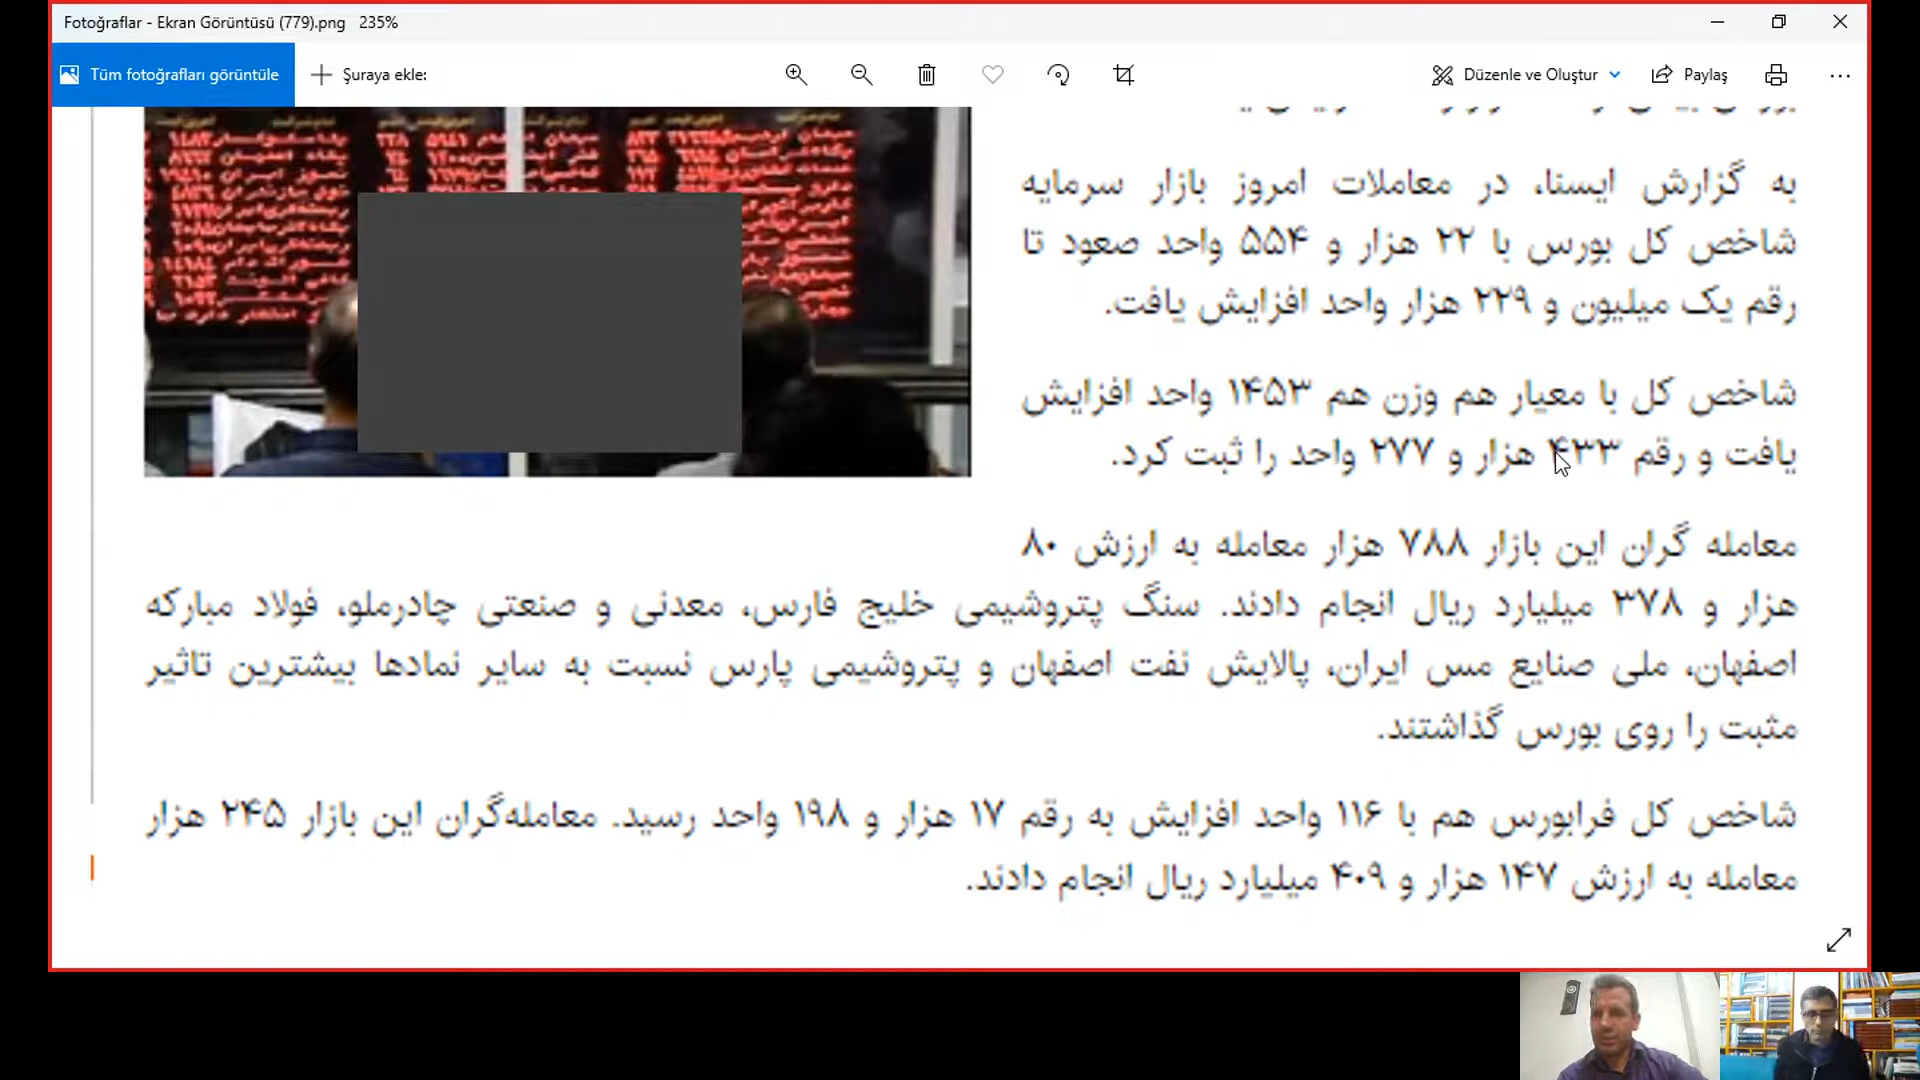 Fotoğraflar - Ekran Görüntüsü (779).png 235%
Tüm fotoğrafları görüntüle
Şuraya ekle:
Düzenle ve Oluştur
Paylaş
به گزارش ایسنا، در معاملات امروز بازار سرمایه
شاخص کل بورس با ۲۲ هزار و ۵۵۴ واحد صعود تا
رقم یک میلیون و ۲۲۹ هزار واحد افزایش یافت.
شاخص کل با معیار هم وزن هم ۱۴۵۳ واحد افزایش
یافت و رقم ۴۳۳ هزار و ۲۷۷ واحد را ثبت کرد.
معامله گران این بازار ۷۸۸ هزار معامله به ارزش ۸۰
هزار و ۳۷۸ میلیارد ریال انجام دادند. سنگ پتروشیمی خلیج فارس، معدنی و صنعتی چادرملو، فولاد مبارکه
اصفهان، ملی صنایع مس ایران، پالایش نفت اصفهان و پتروشیمی پارس نسبت به سایر نمادها بیشترین تاثیر
مثبت را روی بورس گذاشتند.
شاخص کل فرابورس هم با ۱۱۶ واحد افزایش به رقم ۱۷ هزار و ۱۹۸ واحد رسید. معامله‌گران این بازار ۲۴۵ هزار
معامله به ارزش ۱۴۷ هزار و ۴۰۹ میلیارد ریال انجام دادند.